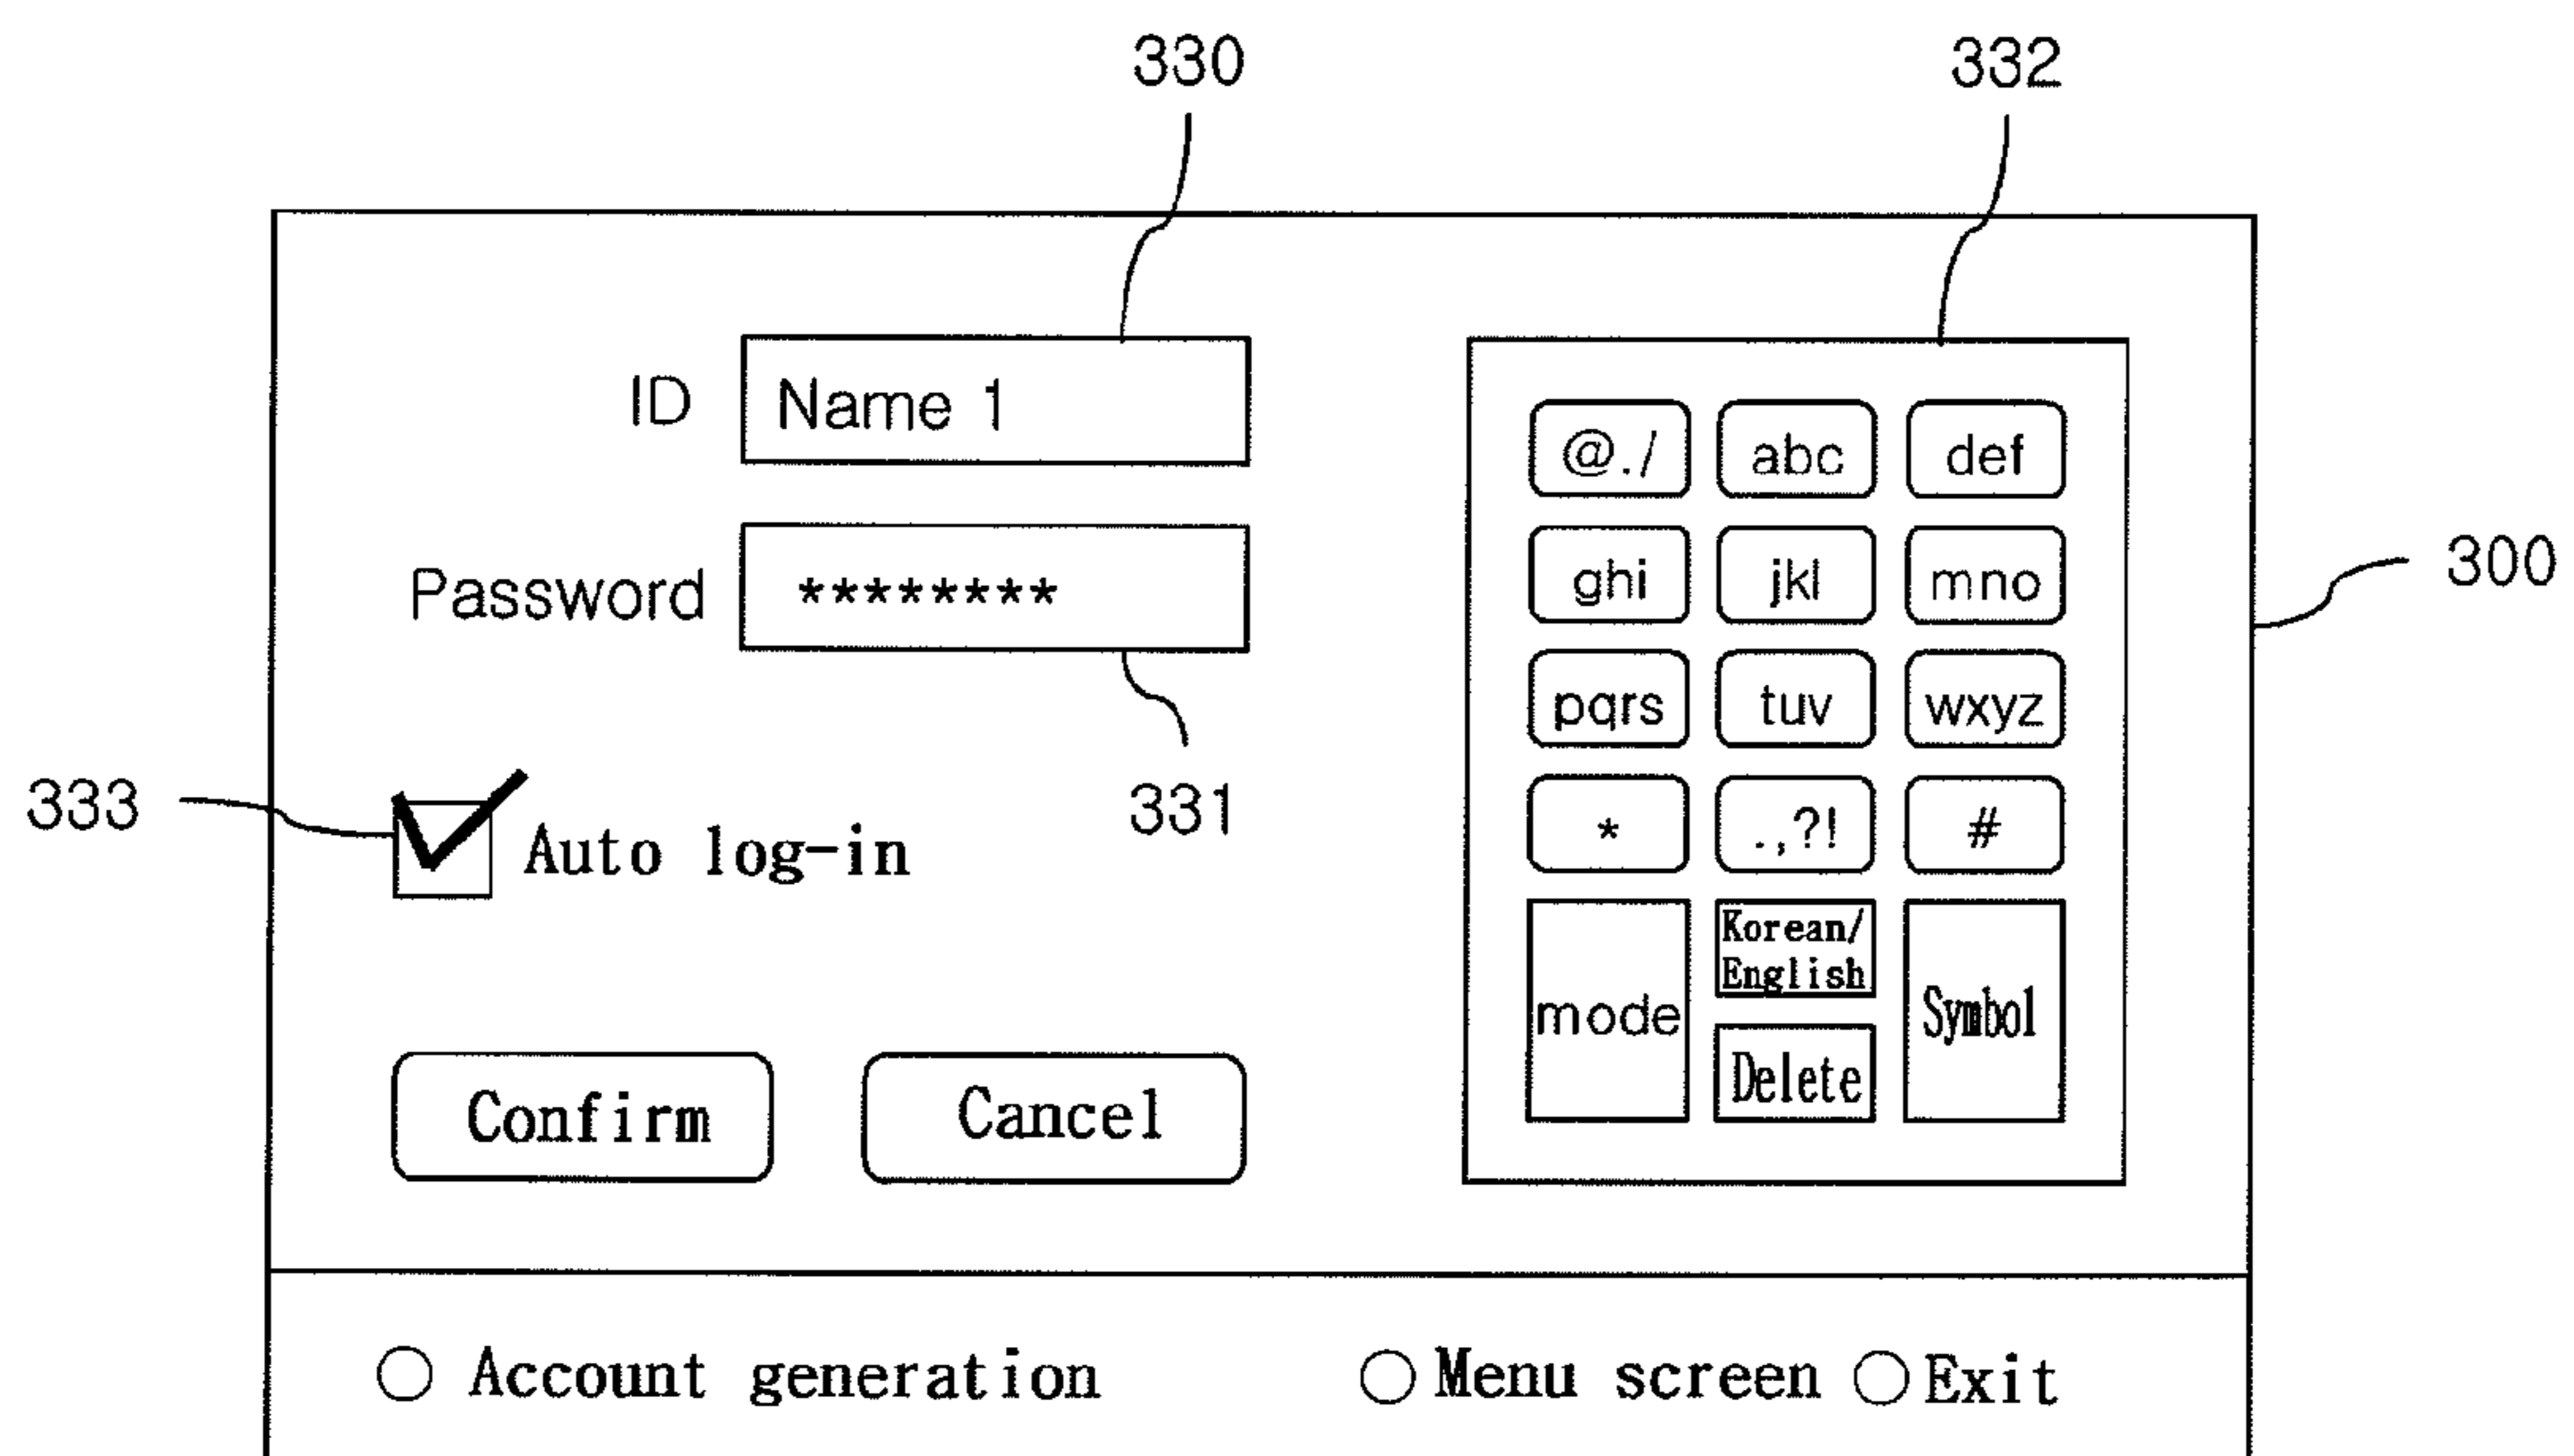 330
332
ID
Name 1
@./
abc
def
ghi
jkl
mno
300
Password
********
pqrs
tuv
wxyz
333
Auto log-in
331
*
.,?!
#
mode
Korean/
English
Symbol
Delete
Confirm
Cancel
Account generation
Menu screen
Exit